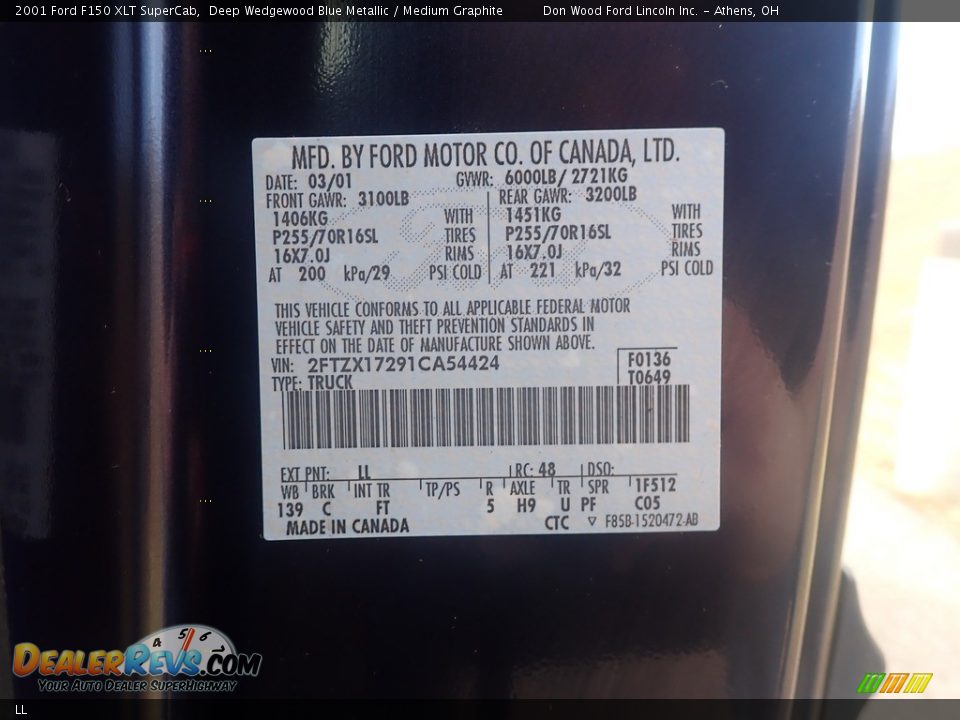 2001 Ford F150 XLT SuperCab, Deep Wedgewood Blue Metallic / Medium Graphite Don Wood Ford Lincoln Inc. - Athens, OH
MFD. BY FORD MOTOR CO. OF CANADA, LTD.
DATE: 03/01 GVWR: 6000LB/ 2721KG
FRONT GAWR: 3100LB REAR GAWR: 3200LB
1406KG WITH 1451KG WITH
P255/70R16SL TIRES P255/70R16SL TIRES
16X7.0J RIMS 16X7.0J RIMS
AT 200 kPa/29 PSI COLD AT 221 kPa/32 PSI COLD
THIS VEHICLE CONFORMS TO ALL APPLICABLE FEDERAL MOTOR
VEHICLE SAFETY AND THEFT PREVENTION STANDARDS IN
EFFECT ON THE DATE OF MANUFACTURE SHOWN ABOVE.
VIN: 2FTZX17291CA54424 F0136
TYPE: TRUCK T0649
EXT PNT: LL RC: 48 DSO:
WB BRK INT TR TP/PS R AXLE TR SPR 1F512
139 C FT 5 H9 U PF C05
MADE IN CANADA CTC F85B-1520472-AB
4 5 6
DEALERREVS.COM
Your Auto Dealer SuperHighway
LL